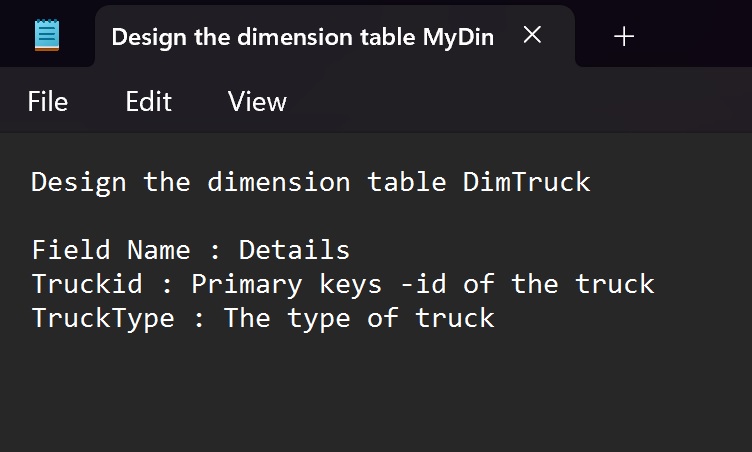 Design the dimension table MyDin
File Edit View
Design the dimension table DimTruck
Field Name : Details
Truckid : Primary keys -id of the truck
TruckType : The type of truck